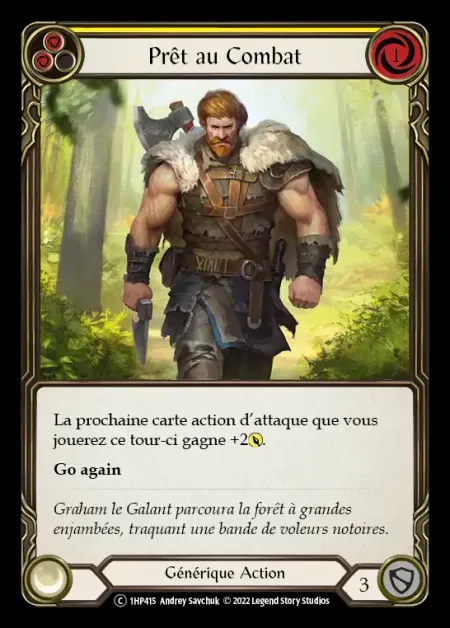 Prêt au Combat
1
La prochaine carte action d'attaque que vous
jouerez ce tour-ci gagne +2.
Go again
Graham le Galant parcoura la forêt à grandes
enjambées, traquant une bande de voleurs notoires.
Générique Action
3
C 1HP415 Andrey Savchuk © 2022 Legend Story Studios